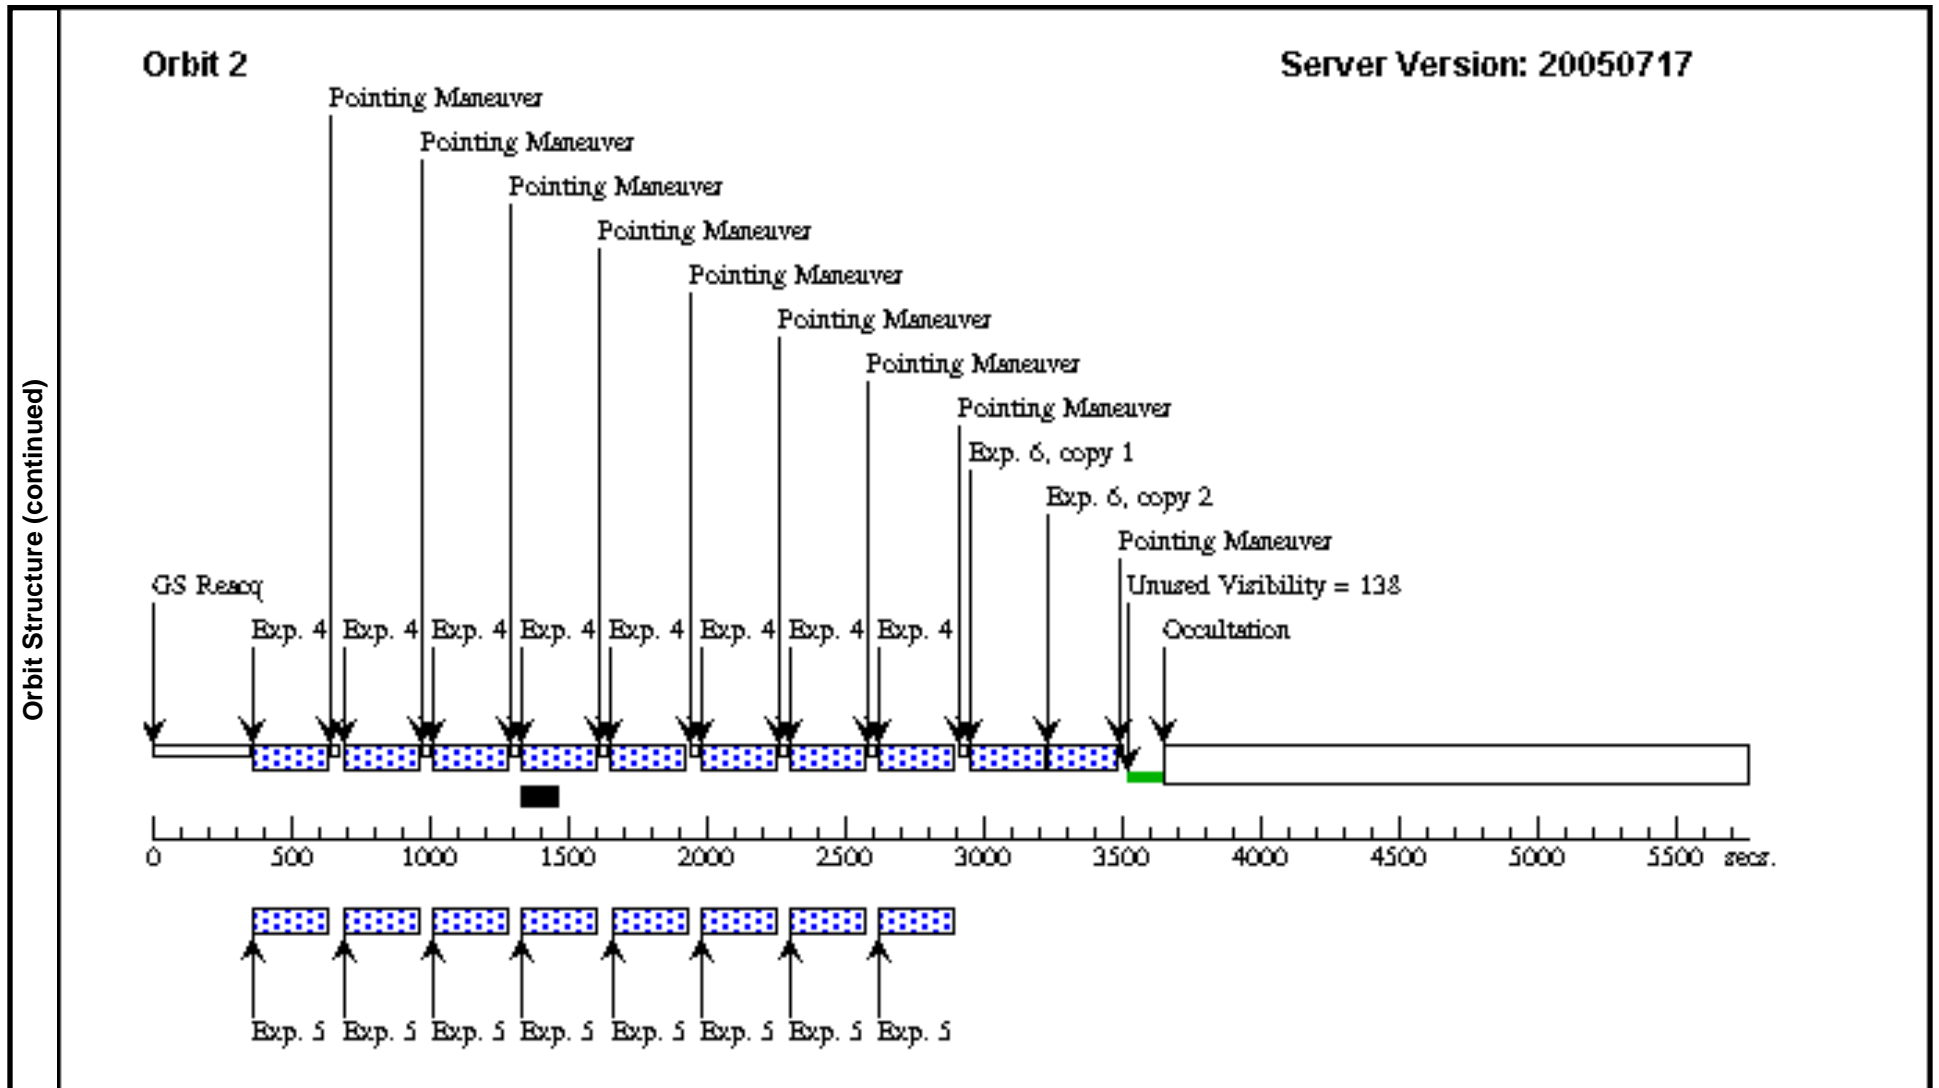 Orbit Structure (continued)
Orbit 2
Server Version: 20050717
Pointing Maneuver
Pointing Maneuver
Pointing Maneuver
Pointing Maneuver
Pointing Maneuver
Pointing Maneuver
Pointing Maneuver
Pointing Maneuver
Exp. 6, copy 1
Exp. 6, copy 2
Pointing Maneuver
GS Reacq
Unused Visibility = 138
Exp. 4 Exp. 4 Exp. 4 Exp. 4 Exp. 4 Exp. 4 Exp. 4 Exp. 4
Occultation
0 500 1000 1500 2000 2500 3000 3500 4000 4500 5000 5500 secs.
Exp. 5 Exp. 5 Exp. 5 Exp. 5 Exp. 5 Exp. 5 Exp. 5 Exp. 5